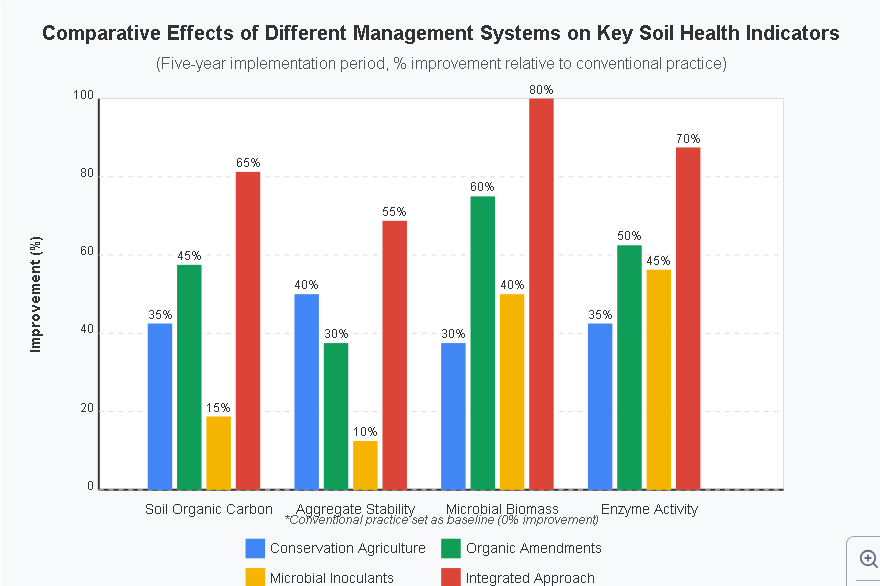 Comparative Effects of Different Management Systems on Key Soil Health Indicators
(Five-year implementation period, % improvement relative to conventional practice)
Improvement (%)
100
80
60
40
20
0
35%
45%
15%
65%
40%
30%
10%
55%
30%
60%
40%
80%
35%
50%
45%
70%
Soil Organic Carbon
Aggregate Stability
Microbial Biomass
Enzyme Activity
*Conventional practice set as baseline (0% improvement)
Conservation Agriculture
Organic Amendments
Microbial Inoculants
Integrated Approach